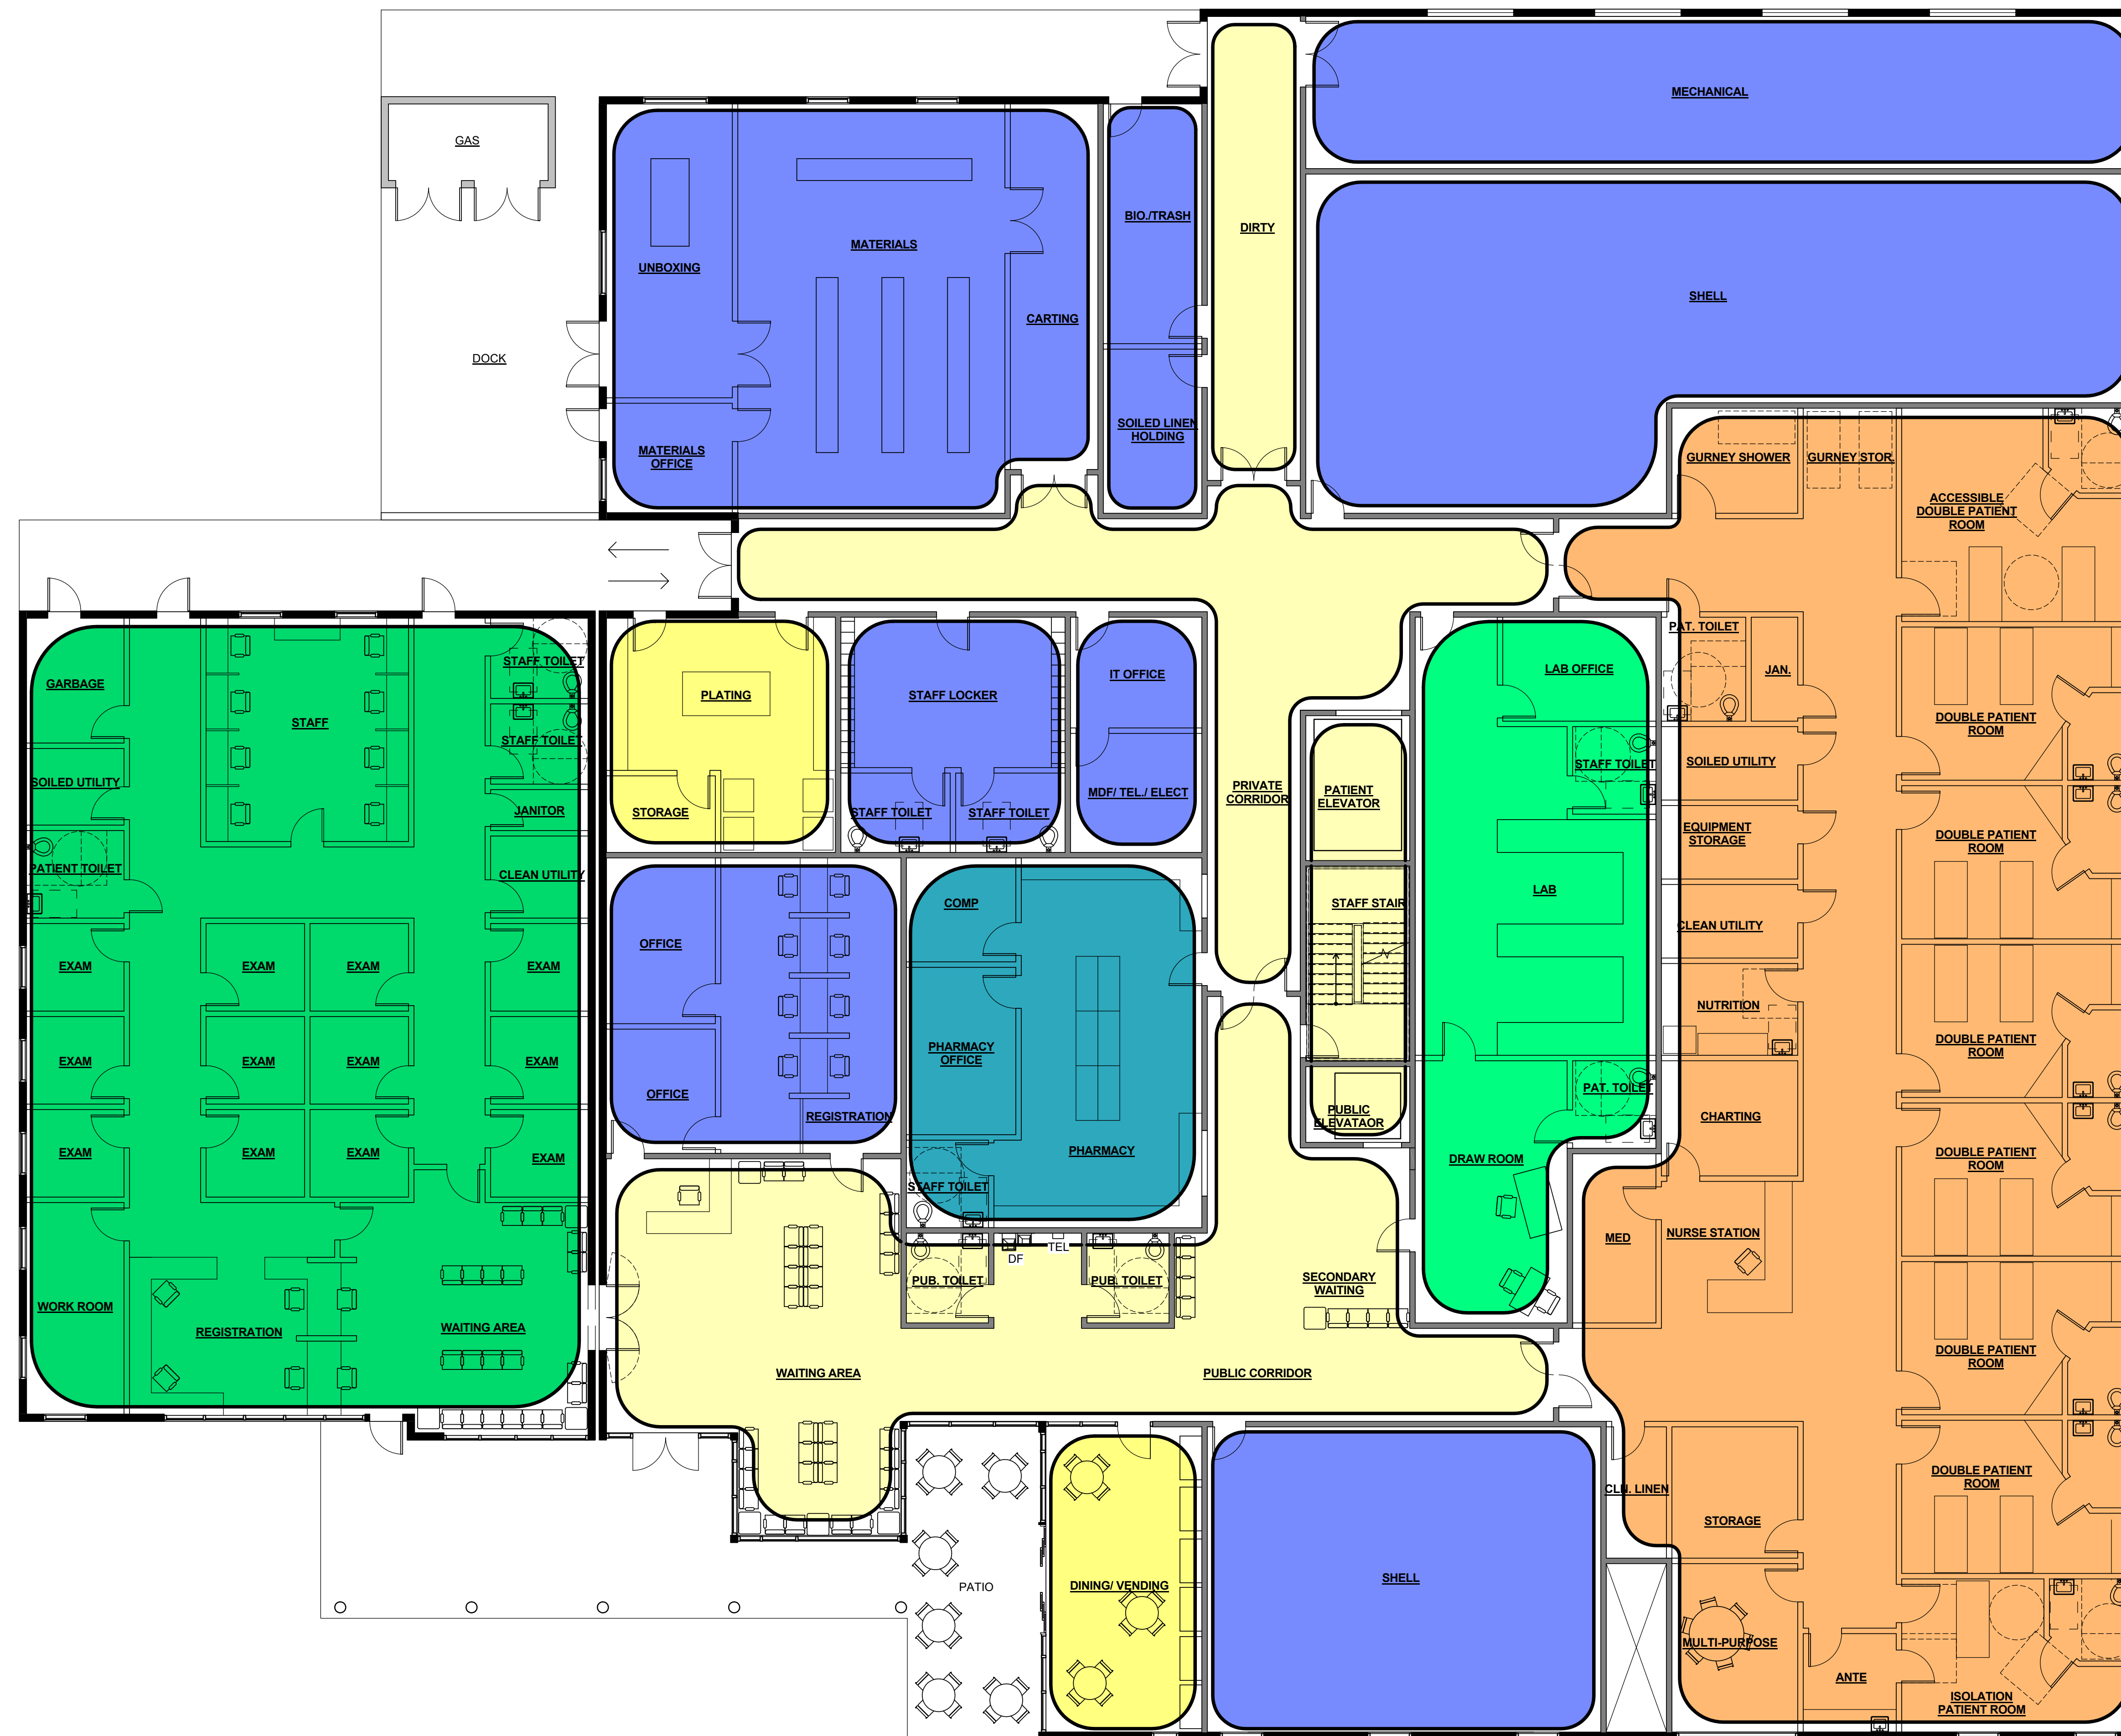 MECHANICAL
GAS
BIO./TRASH
DIRTY
MATERIALS
UNBOXING
SHELL
CARTING
DOCK
SOILED LINEN
HOLDING
MATERIALS
OFFICE
GURNEY SHOWER
GURNEY STOR.
ACCESSIBLE
DOUBLE PATIENT
ROOM
PAT. TOILET
JAN.
STAFF TOILET
GARBAGE
LAB OFFICE
IT OFFICE
PLATING
STAFF LOCKER
STAFF
DOUBLE PATIENT
ROOM
STAFF TOILET
STAFF TOILET
SOILED UTILITY
SOILED UTILITY
PRIVATE
CORRIDOR
PATIENT
ELEVATOR
MDF/ TEL./ ELECT
JANITOR
STORAGE
STAFF TOILET
STAFF TOILET
EQUIPMENT
STORAGE
DOUBLE PATIENT
ROOM
PATIENT TOILET
CLEAN UTILITY
COMP
STAFF STAIR
LAB
CLEAN UTILITY
OFFICE
EXAM
EXAM
EXAM
EXAM
NUTRITION
PHARMACY
OFFICE
DOUBLE PATIENT
ROOM
EXAM
EXAM
EXAM
EXAM
OFFICE
REGISTRATION
PAT. TOILET
PUBLIC
ELEVATAOR
CHARTING
EXAM
EXAM
EXAM
EXAM
PHARMACY
DRAW ROOM
DOUBLE PATIENT
ROOM
STAFF TOILET
MED
NURSE STATION
TEL
DF
PUB. TOILET
PUB. TOILET
SECONDARY
WAITING
WORK ROOM
REGISTRATION
WAITING AREA
WAITING AREA
PUBLIC CORRIDOR
DOUBLE PATIENT
ROOM
DOUBLE PATIENT
ROOM
CLN. LINEN
STORAGE
PATIO
DINING/ VENDING
SHELL
MULTI-PURPOSE
ANTE
ISOLATION
PATIENT ROOM